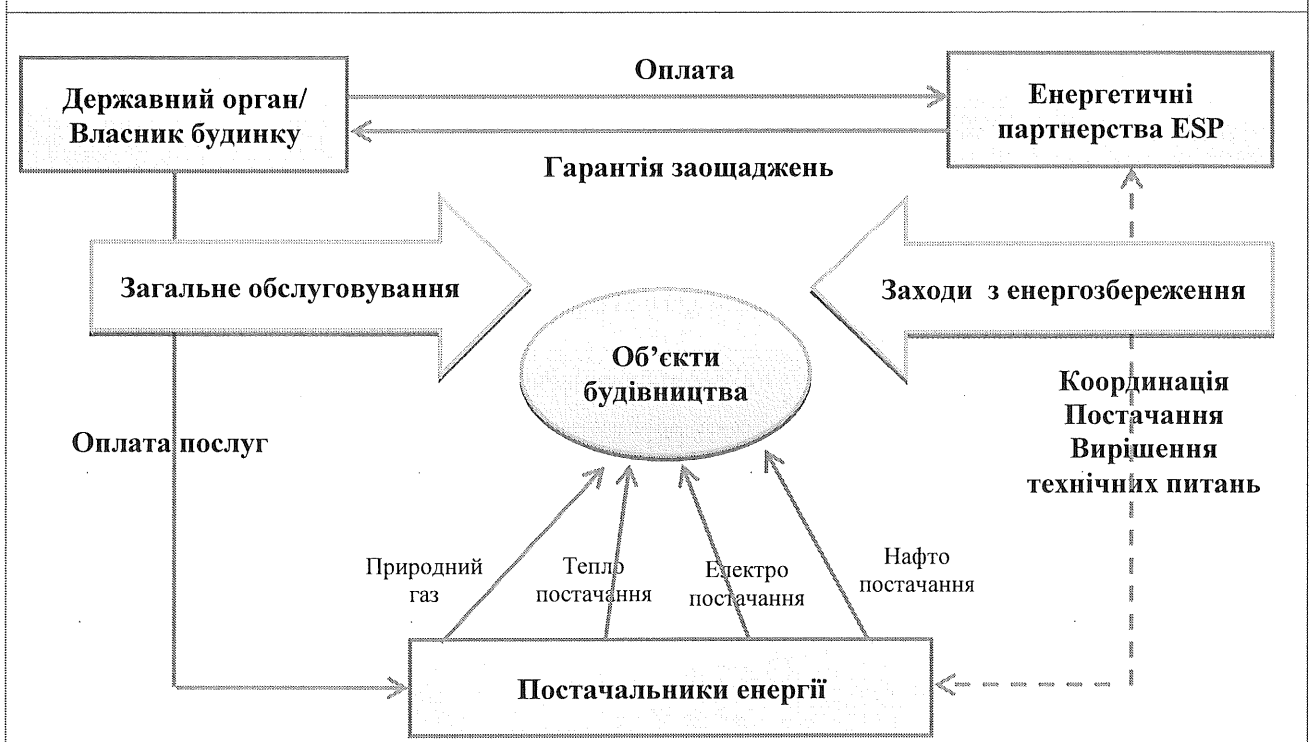 Оплата
Державний орган/
Власник будинку
Енергетичні
партнерства ESP
Гарантія заощаджень
Загальне обслуговування
Заходи з енергозбереження
Об’єкти
будівництва
Оплата послуг
Координація
Постачання
Вирішення
технічних питань
Природний
газ
Тепло
постачання
Електро
постачання
Нафто
постачання
Постачальники енергії